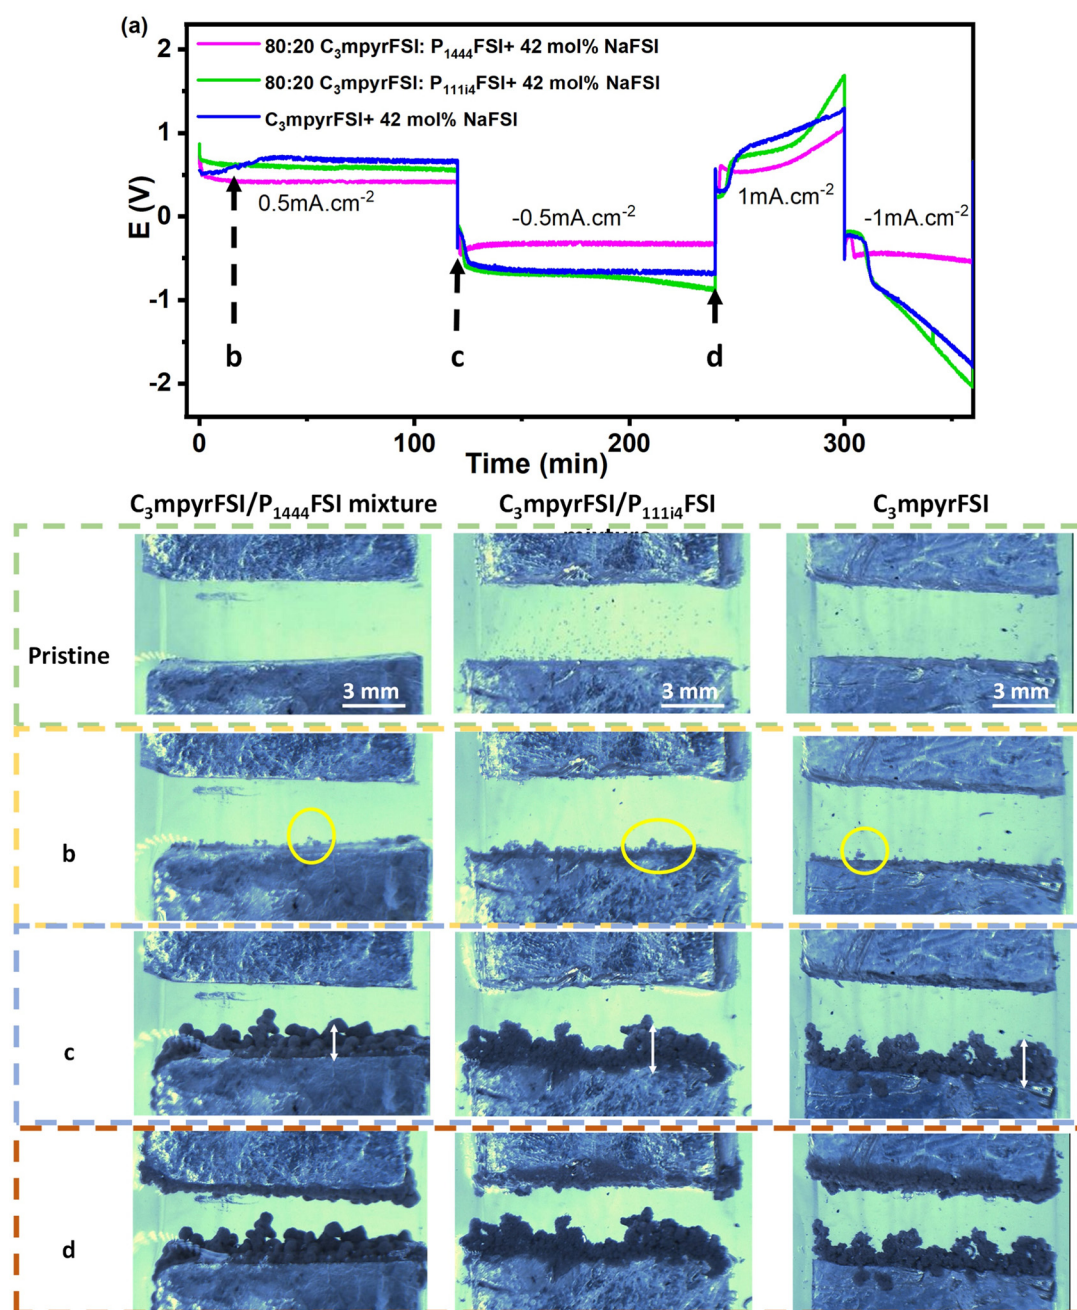 (a)
80:20 C₃mpyrFSI: P₁₄₄₄FSI+ 42 mol% NaFSI
80:20 C₃mpyrFSI: P₁₁₁ᵢ₄FSI+ 42 mol% NaFSI
C₃mpyrFSI+ 42 mol% NaFSI
2
1
0
-1
-2
E (V)
0.5mA.cm⁻²
-0.5mA.cm⁻²
1mA.cm⁻²
-1mA.cm⁻²
b
c
d
0
100
200
300
Time (min)
C₃mpyrFSI/P₁₄₄₄FSI mixture
C₃mpyrFSI/P₁₁₁ᵢ₄FSI
C₃mpyrFSI
Pristine
3 mm
3 mm
3 mm
b
c
d